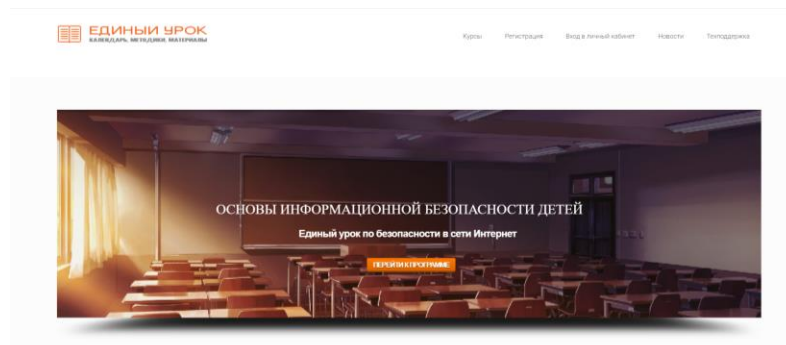 ЕДИНЫЙ УРОК
КАЛЕНДАРЬ, МЕТОДИКИ, МАТЕРИАЛЫ
Курсы Регистрация Вход в личный кабинет Новости Техподдержка
ОСНОВЫ ИНФОРМАЦИОННОЙ БЕЗОПАСНОСТИ ДЕТЕЙ
Единый урок по безопасности в сети Интернет
ПЕРЕЙТИ К ПРОГРАММЕ